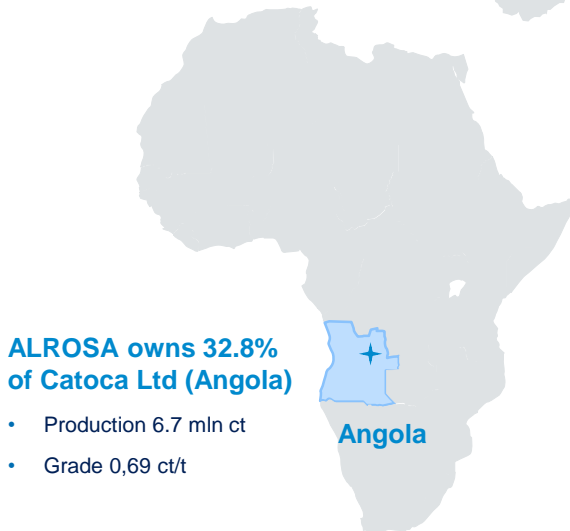 ALROSA owns 32.8%
of Catoca Ltd (Angola)
• Production 6.7 mln ct
• Grade 0,69 ct/t
Angola